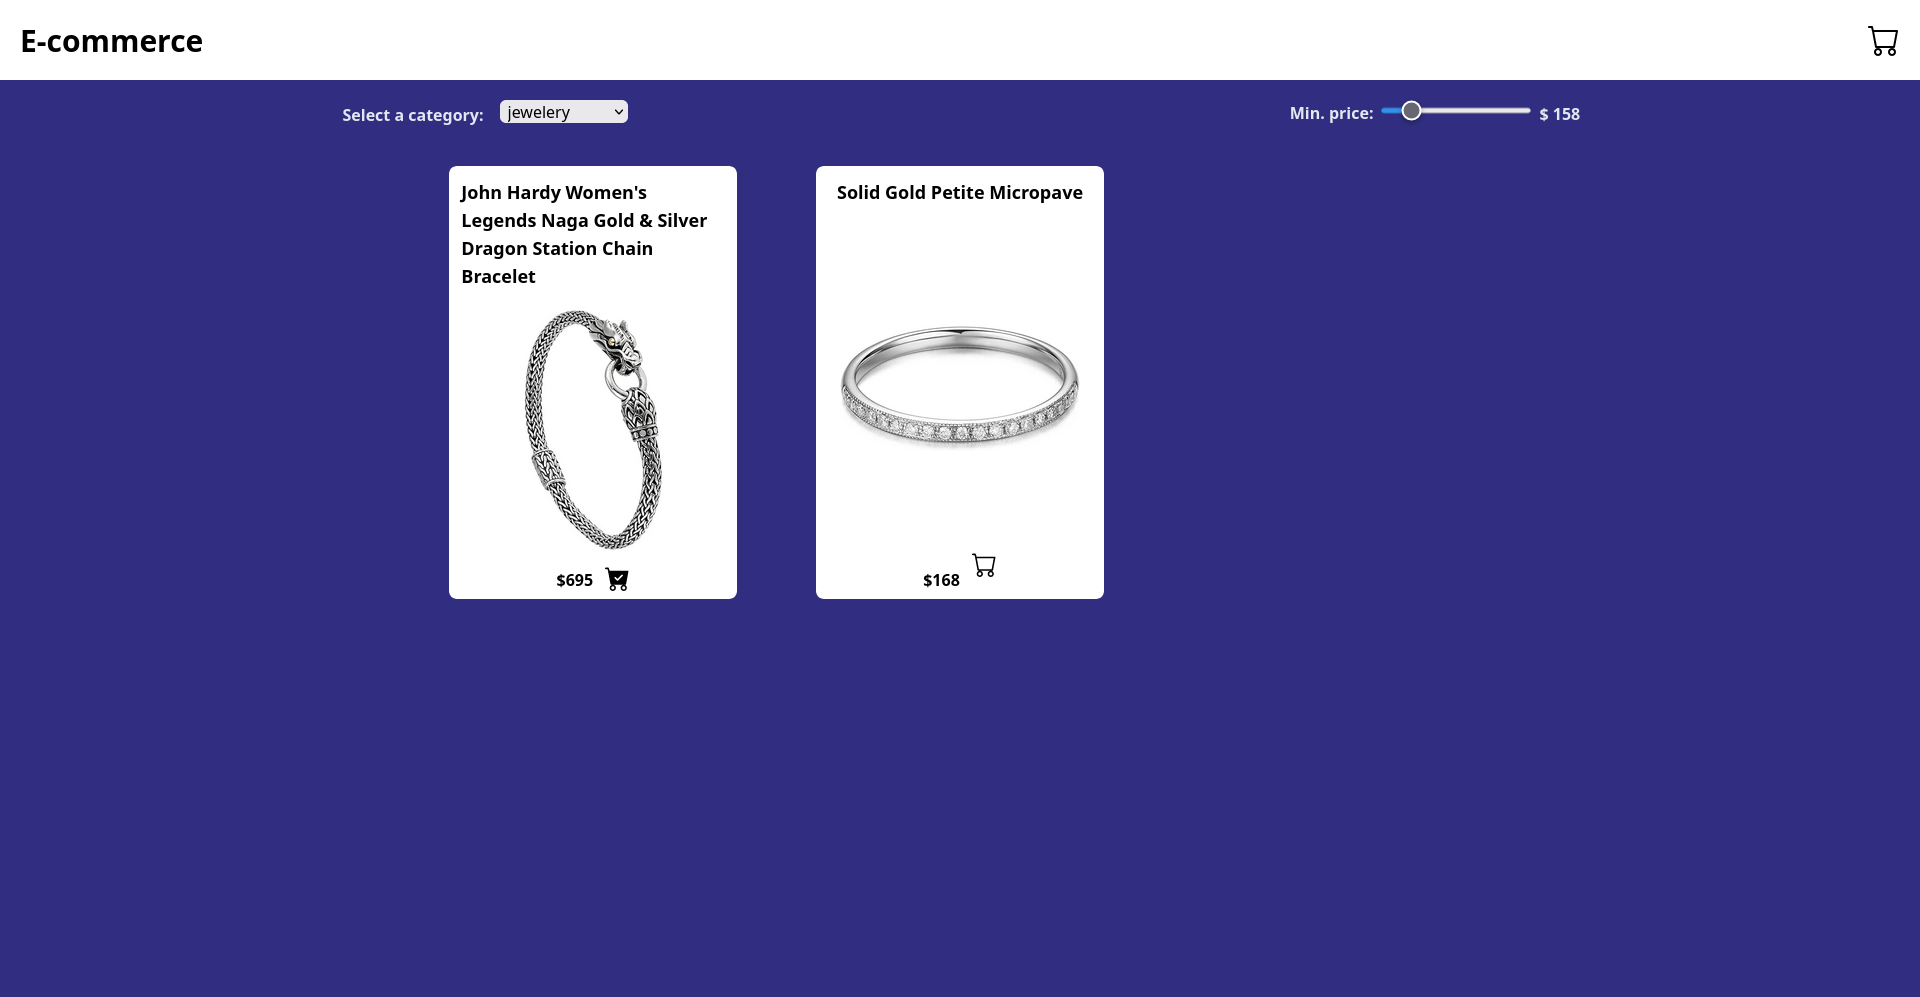 E-commerce
Select a category: jewelery
Min. price: $ 158
John Hardy Women's
Legends Naga Gold & Silver
Dragon Station Chain
Bracelet
$695
Solid Gold Petite Micropave
$168